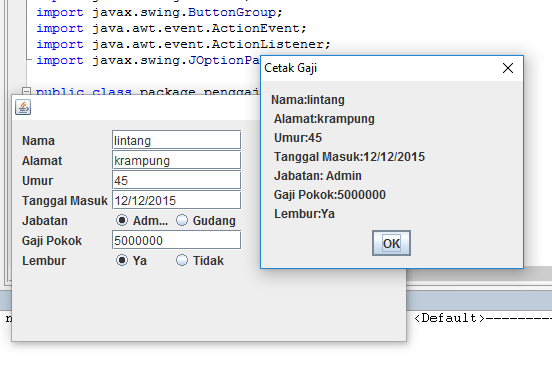 import javax.swing.ButtonGroup;
import java.awt.event.ActionEvent;
import java.awt.event.ActionListener;
import javax.swing.JOptionPa
public class package penggaj
Nama lintang
Alamat krampung
Umur 45
Tanggal Masuk 12/12/2015
Jabatan Adm... Gudang
Gaji Pokok 5000000
Lembur Ya Tidak
Cetak Gaji
Nama:lintang
Alamat:krampung
Umur:45
Tanggal Masuk:12/12/2015
Jabatan: Admin
Gaji Pokok:5000000
Lembur:Ya
OK
<Default>----------